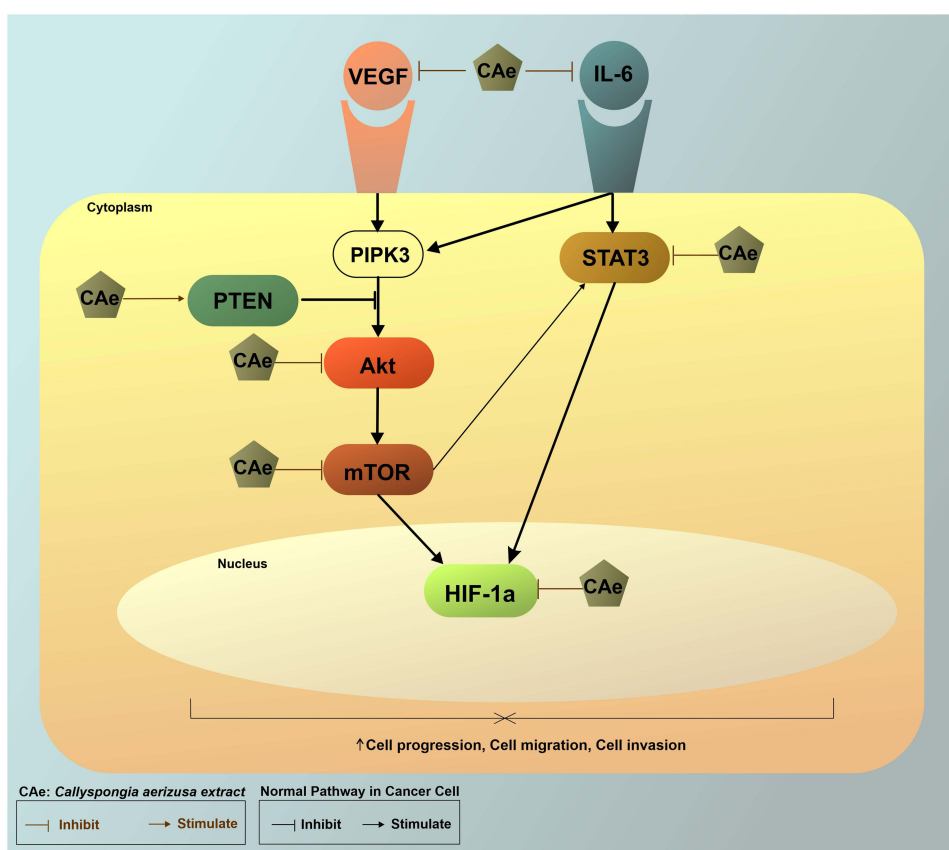 VEGF
CAe
IL-6
Cytoplasm
PIPK3
STAT3
CAe
CAe
PTEN
CAe
Akt
CAe
mTOR
Nucleus
HIF-1a
CAe
↑Cell progression, Cell migration, Cell invasion
CAe: Callyspongia aerizusa extract
Inhibit
Stimulate
Normal Pathway in Cancer Cell
Inhibit
Stimulate